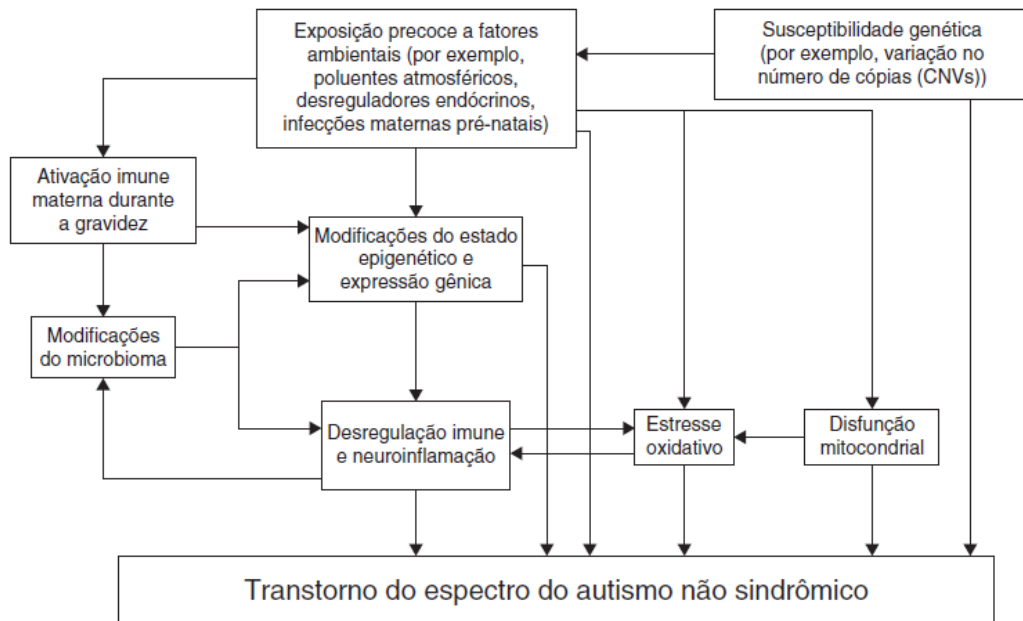 Exposição precoce a fatores
ambientais (por exemplo,
poluentes atmosféricos,
desreguladores endócrinos,
infecções maternas pré-natais)
Susceptibilidade genética
(por exemplo, variação no
número de cópias (CNVs))
Ativação imune
materna durante
a gravidez
Modificações do estado
epigenético e
expressão gênica
Modificações
do microbioma
Desregulação imune
e neuroinflamação
Estresse
oxidativo
Disfunção
mitocondrial
Transtorno do espectro do autismo não sindrômico